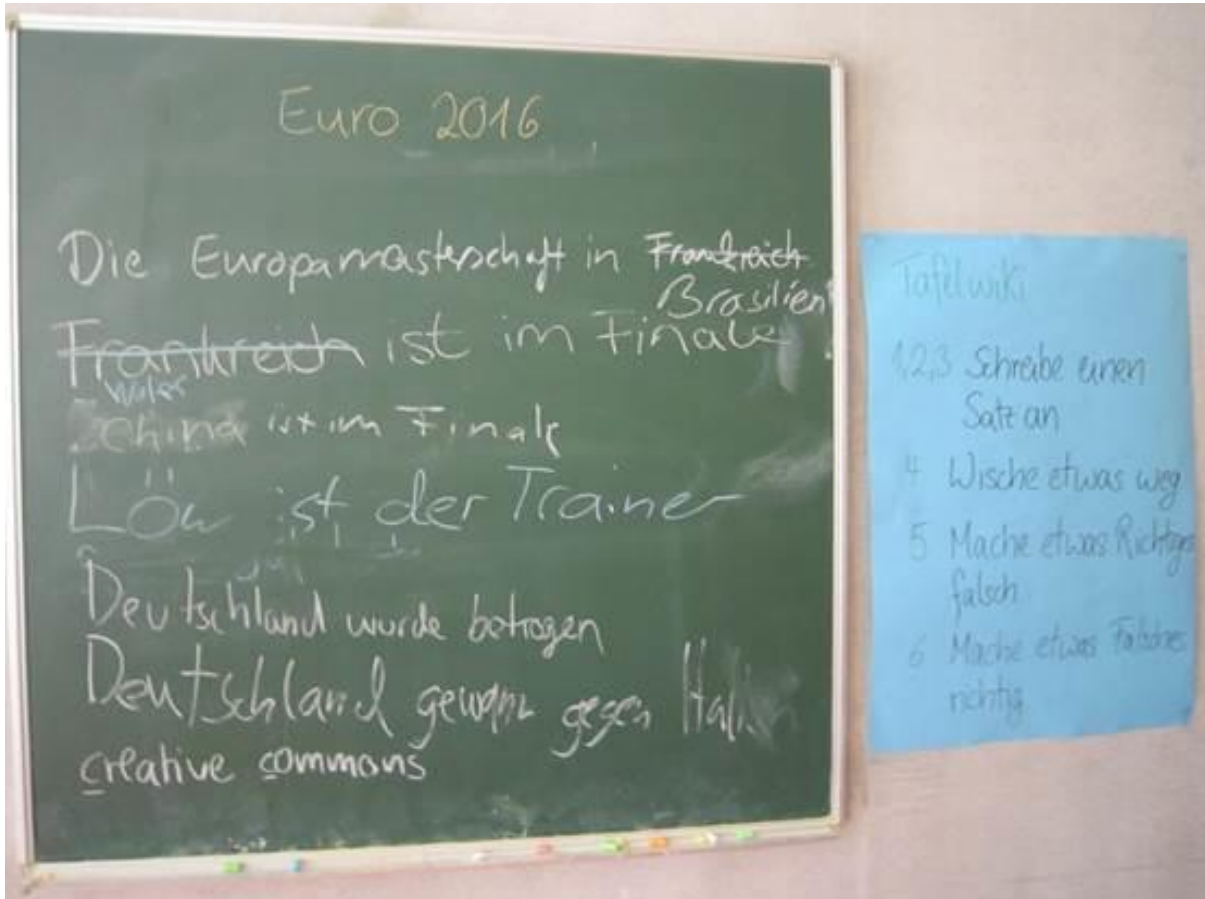 Euro 2016
Die Europamasterschaft in Frankreich
Brasilien
Frankreich ist im Finale
Wales
China ist im Finale
Löw ist der Trainer
Deutschland wurde betrogen
Deutschland gewann gegen Italien
creative commons
Tafelwiki
1,2,3 Schreibe einen
Satz an
4 Wische etwas weg
5 Mache etwas Richtiges
falsch
6 Mache etwas Falsches
richtig